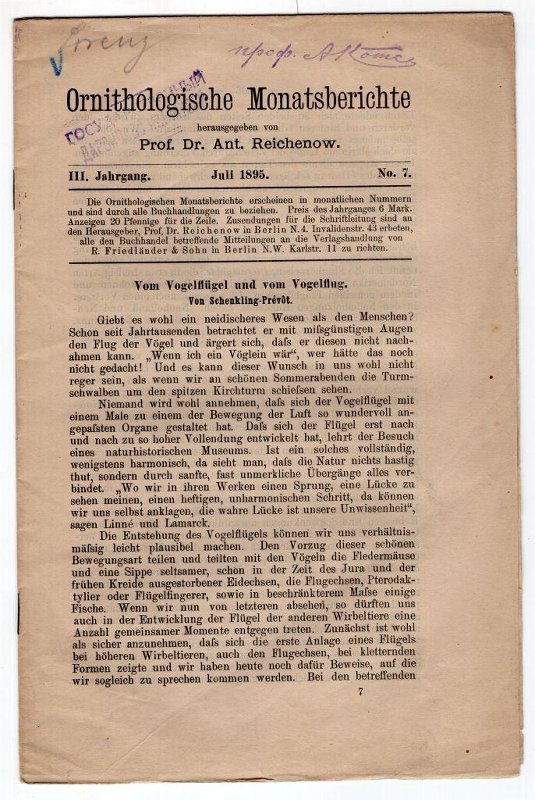 Lorenz
проф. А Котс
Ornithologische Monatsberichte
herausgegeben von
Prof. Dr. Ant. Reichenow.
III. Jahrgang. Juli 1895. No. 7.
Die Ornithologischen Monatsberichte erscheinen in monatlichen Nummern
und sind durch alle Buchhandlungen zu beziehen. Preis des Jahrganges 6 Mark.
Anzeigen 20 Pfennige für die Zeile. Zusendungen für die Schriftleitung sind an
den Herausgeber, Prof. Dr. Reichenow in Berlin N. 4. Invalidenstr. 43 erbeten,
alle den Buchhandel betreffende Mitteilungen an die Verlagshandlung von
R. Friedländer & Sohn in Berlin N.W. Karlstr. 11 zu richten.
Vom Vogelflügel und vom Vogelflug.
Von Schenkling-Prévôt.
Giebt es wohl ein neidischeres Wesen als den Menschen?
Schon seit Jahrtausenden betrachtet er mit mifsgünstigen Augen
den Flug der Vögel und ärgert sich, dafs er diesen nicht nach-
ahmen kann. „Wenn ich ein Vöglein wär“, wer hätte das noch
nicht gedacht! Und es kann dieser Wunsch in uns wohl nicht
reger sein, als wenn wir an schönen Sommerabenden die Turm-
schwalben um den spitzen Kirchturm schiefsen sehen.
Niemand wird wohl annehmen, dafs sich der Vogelflügel mit
einem Male zu einem der Bewegung der Luft so wundervoll an-
gepafsten Organe gestaltet hat. Dafs sich der Flügel erst nach
und nach zu so hoher Vollendung entwickelt hat, lehrt der Besuch
eines naturhistorischen Museums. Ist ein solches vollständig,
wenigstens harmonisch, da sieht man, dafs die Natur nichts hastig
thut, sondern durch sanfte, fast unmerkliche Übergänge alles ver-
bindet. „Wo wir in ihren Werken einen Sprung, eine Lücke zu
sehen meinen, einen heftigen, unharmonischen Schritt, da können
wir uns selbst anklagen, die wahre Lücke ist unsere Unwissenheit“,
sagen Linné und Lamarck.
Die Entstehung des Vogelflügels können wir uns verhältnis-
mäfsig leicht plausibel machen. Den Vorzug dieser schönen
Bewegungsart teilen und teilten mit den Vögeln die Fledermäuse
und eine Sippe seltsamer, schon in der Zeit des Jura und der
frühen Kreide ausgestorbener Eidechsen, die Flugechsen, Pterodak-
tylier oder Flügelfingerer, sowie in beschränkterem Mafse einige
Fische. Wenn wir nun von letzteren absehen, so dürften uns
auch in der Entwicklung der Flügel der anderen Wirbeltiere eine
Anzahl gemeinsamer Momente entgegen treten. Zunächst ist wohl
als sicher anzunehmen, dafs sich die erste Anlage eines Flügels
bei höheren Wirbeltieren, auch den Flugechsen, bei kletternden
Formen zeigte und wir haben heute noch dafür Beweise, auf die
wir sogleich zu sprechen kommen werden. Bei den betreffenden
7